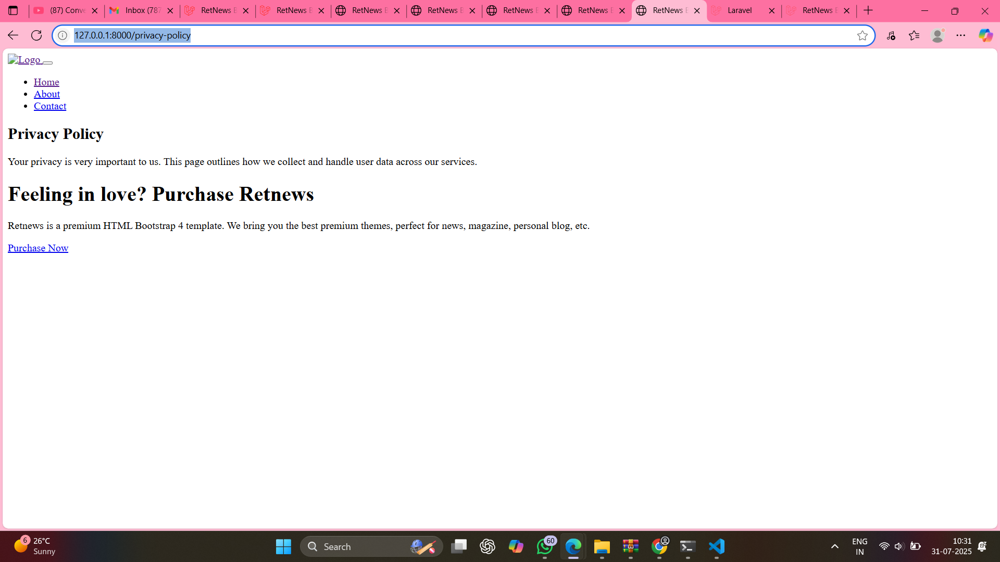 (87) Conve
Inbox (787
RetNews B
RetNews B
RetNews B
RetNews B
RetNews B
RetNews B
RetNews B
Laravel
RetNews B
127.0.0.1:8000/privacy-policy
Logo
Home
About
Contact
Privacy Policy
Your privacy is very important to us. This page outlines how we collect and handle user data across our services.
Feeling in love? Purchase Retnews
Retnews is a premium HTML Bootstrap 4 template. We bring you the best premium themes, perfect for news, magazine, personal blog, etc.
Purchase Now
6
26°C
Sunny
Search
60
ENG
IN
10:31
31-07-2025